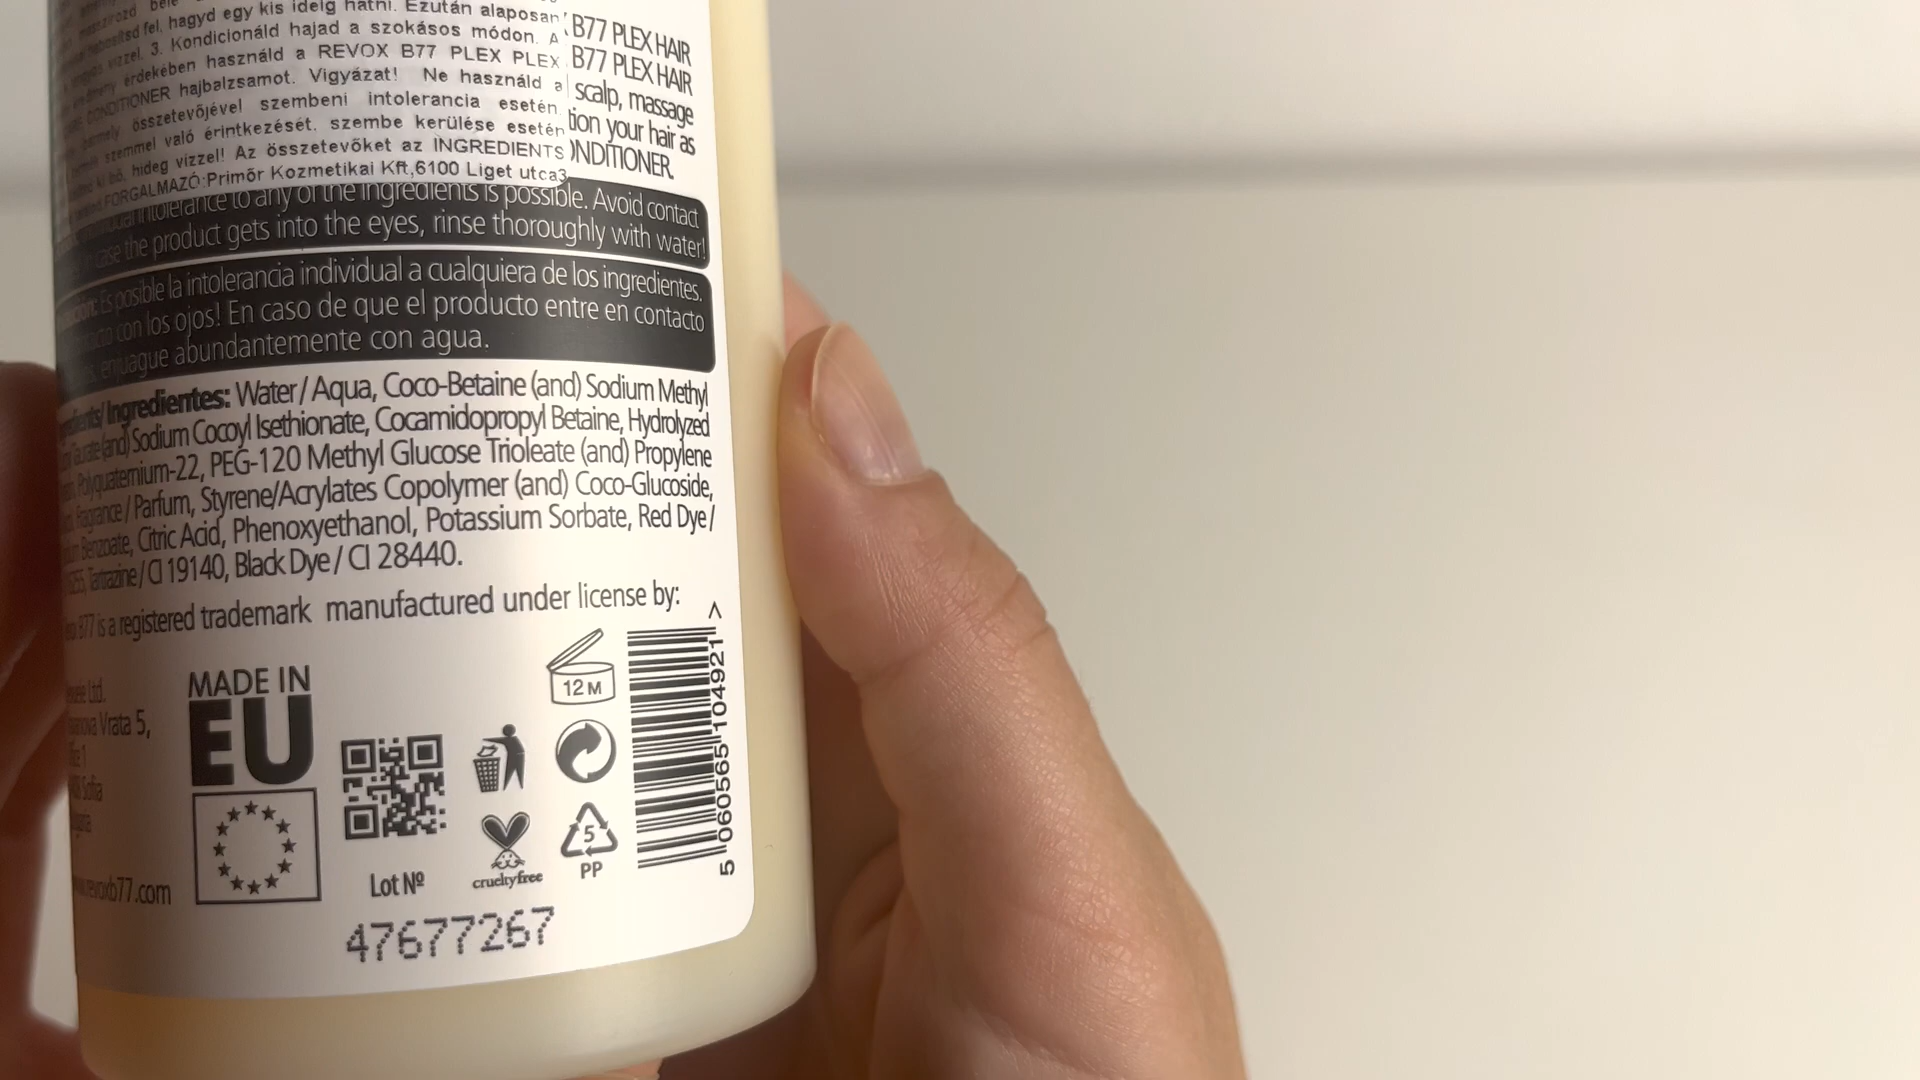 egy kis ideig hatni. Ezután alaposan
fel, hagyd
vízzel. 3. Kondicionáld hajad a szokásos módon. A
érdekében használd a REVOX B77 PLEX PLEX
CONDITIONER hajbalzsamot. Vigyázat! Ne használd a
összetevőjével szembeni intolerancia esetén
szemmel való érintkezését. szembe kerülése esetén
bő, hideg vízzel! Az összetevőket az INGREDIENTS
FORGALMAZÓ:Primőr Kozmetikai Kft,6100 Liget utca3
B77 PLEX HAIR
B77 PLEX HAIR
scalp, massage
tion your hair as
ONDITIONER.
intolerance to any of the ingredients is possible. Avoid contact
case the product gets into the eyes, rinse thoroughly with water!
Es posible la intolerancia individual a cualquiera de los ingredientes.
con los ojos! En caso de que el producto entre en contacto
enjuague abundantemente con agua.
Ingredientes: Water / Aqua, Coco-Betaine (and) Sodium Methyl
Taurate (and) Sodium Cocoyl Isethionate, Cocamidopropyl Betaine, Hydrolyzed
Polyquaternium-22, PEG-120 Methyl Glucose Trioleate (and) Propylene
Fragrance / Parfum, Styrene/Acrylates Copolymer (and) Coco-Glucoside,
Benzoate, Citric Acid, Phenoxyethanol, Potassium Sorbate, Red Dye /
Tartrazine / CI 19140, Black Dye / CI 28440.
B77 is a registered trademark manufactured under license by:
Ltd.
Vrata 5,
1
Sofia
MADE IN
EU
www.revoxb77.com
Lot Nº
47677267
crueltyfree
12 M
5
PP
5 060565 104921 >